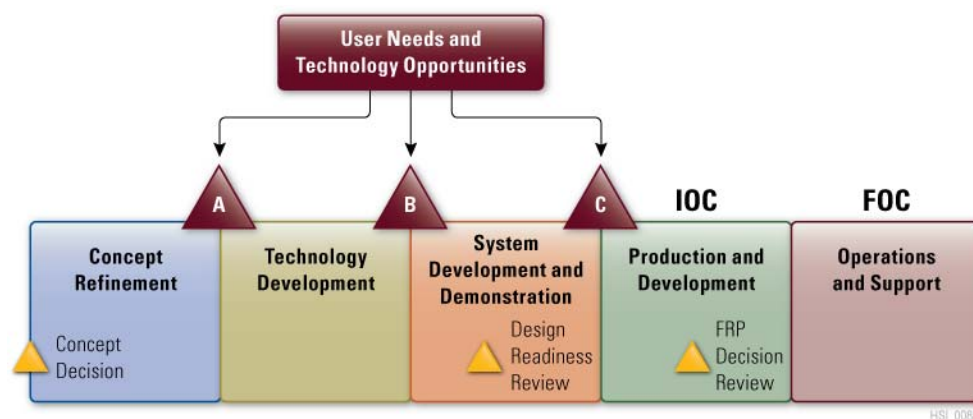 User Needs and
Technology Opportunities
A
B
C
IOC
FOC
Concept
Refinement
Technology
Development
System
Development and
Demonstration
Production and
Development
Operations
and Support
Concept
Decision
Design
Readiness
Review
FRP
Decision
Review